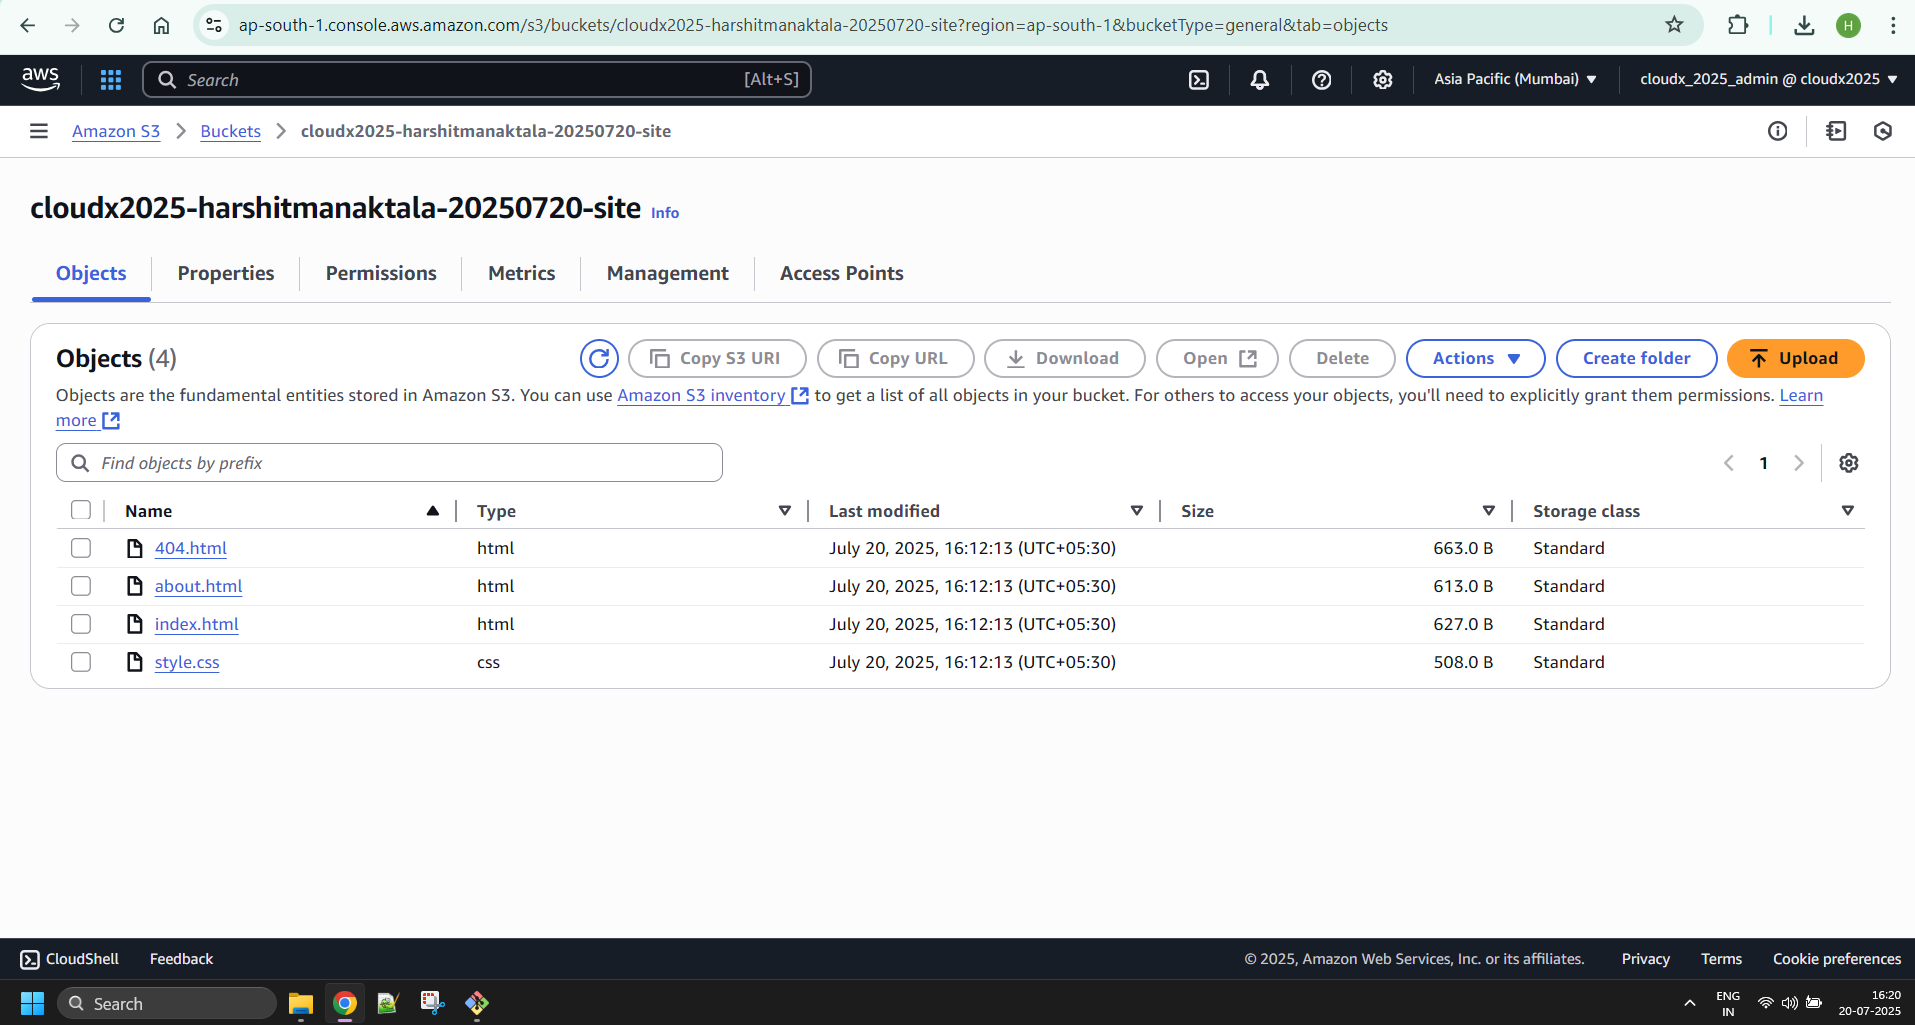 ap-south-1.console.aws.amazon.com/s3/buckets/cloudx2025-harshitmanaktala-20250720-site?region=ap-south-1&bucketType=general&tab=objects
H
aws
Search [Alt+S]
Asia Pacific (Mumbai)
cloudx_2025_admin @ cloudx2025
Amazon S3 Buckets cloudx2025-harshitmanaktala-20250720-site
cloudx2025-harshitmanaktala-20250720-site Info
Objects Properties Permissions Metrics Management Access Points
Objects (4)
Copy S3 URI Copy URL Download Open Delete Actions Create folder Upload
Objects are the fundamental entities stored in Amazon S3. You can use Amazon S3 inventory to get a list of all objects in your bucket. For others to access your objects, you'll need to explicitly grant them permissions. Learn
more
Find objects by prefix
1
Name Type Last modified Size Storage class
404.html html July 20, 2025, 16:12:13 (UTC+05:30) 663.0 B Standard
about.html html July 20, 2025, 16:12:13 (UTC+05:30) 613.0 B Standard
index.html html July 20, 2025, 16:12:13 (UTC+05:30) 627.0 B Standard
style.css css July 20, 2025, 16:12:13 (UTC+05:30) 508.0 B Standard
CloudShell Feedback © 2025, Amazon Web Services, Inc. or its affiliates. Privacy Terms Cookie preferences
Search
ENG
IN
16:20
20-07-2025